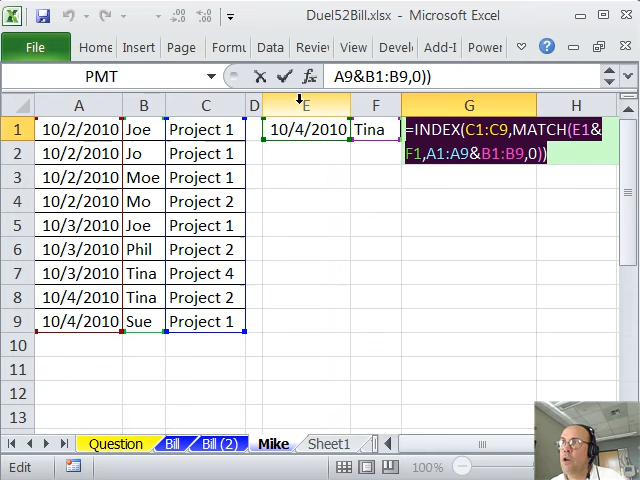 Duel52Bill.xlsx - Microsoft Excel
File Home Insert Page Formu Data Revie View Devel Add-I Power
PMT fx A9&B1:B9,0))
A B C D E F G H
1 10/2/2010 Joe Project 1 10/4/2010 Tina =INDEX(C1:C9,MATCH(E1&
2 10/2/2010 Jo Project 1 F1,A1:A9&B1:B9,0))
3 10/2/2010 Moe Project 1
4 10/2/2010 Mo Project 2
5 10/3/2010 Joe Project 1
6 10/3/2010 Phil Project 2
7 10/3/2010 Tina Project 4
8 10/4/2010 Tina Project 2
9 10/4/2010 Sue Project 1
10
11
12
13
Question Bill Bill (2) Mike Sheet1
Edit 100%